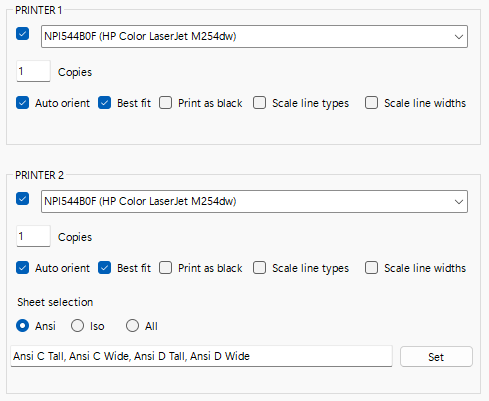 PRINTER 1
NPI544B0F (HP Color LaserJet M254dw)
1 Copies
Auto orient Best fit Print as black Scale line types Scale line widths
PRINTER 2
NPI544B0F (HP Color LaserJet M254dw)
1 Copies
Auto orient Best fit Print as black Scale line types Scale line widths
Sheet selection
Ansi Iso All
Ansi C Tall, Ansi C Wide, Ansi D Tall, Ansi D Wide Set